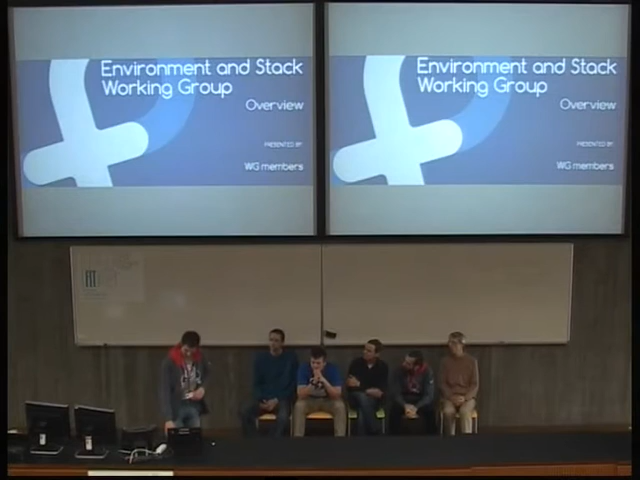 Environment and Stack
Working Group
Overview
PRESENTED BY:
WG members
Environment and Stack
Working Group
Overview
PRESENTED BY:
WG members